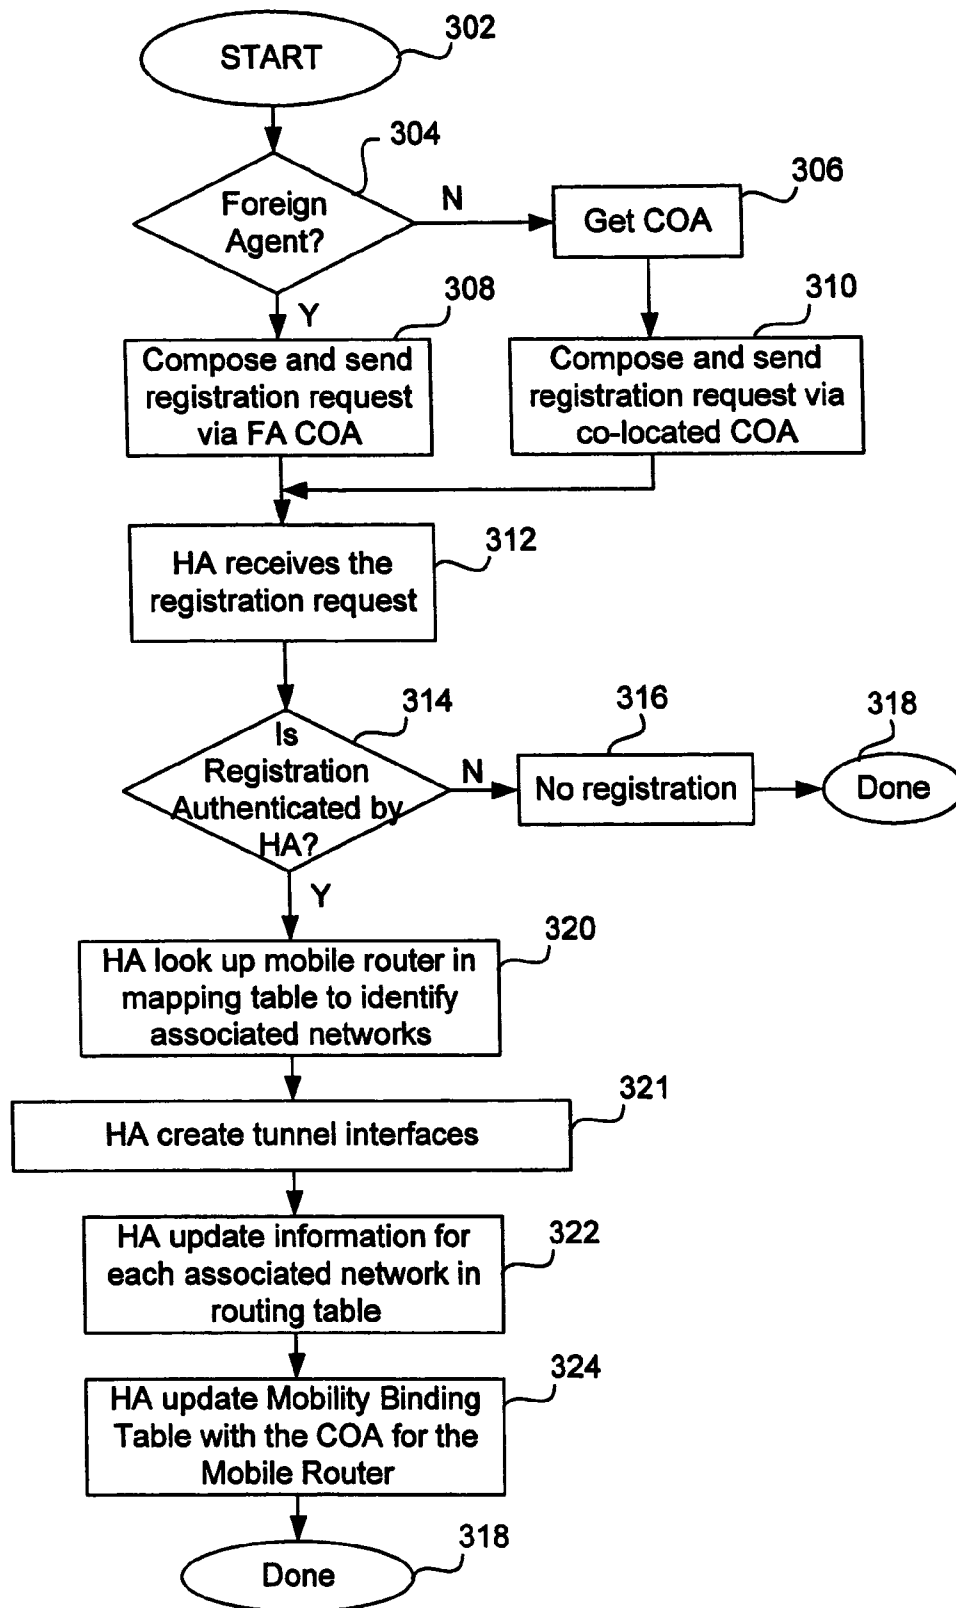 START
302
304
Foreign
Agent?
N
306
Get COA
Y
308
Compose and send
registration request
via FA COA
310
Compose and send
registration request via
co-located COA
312
HA receives the
registration request
314
Is
Registration
Authenticated by
HA?
N
316
No registration
318
Done
Y
320
HA look up mobile router in
mapping table to identify
associated networks
321
HA create tunnel interfaces
322
HA update information for
each associated network in
routing table
324
HA update Mobility Binding
Table with the COA for the
Mobile Router
318
Done